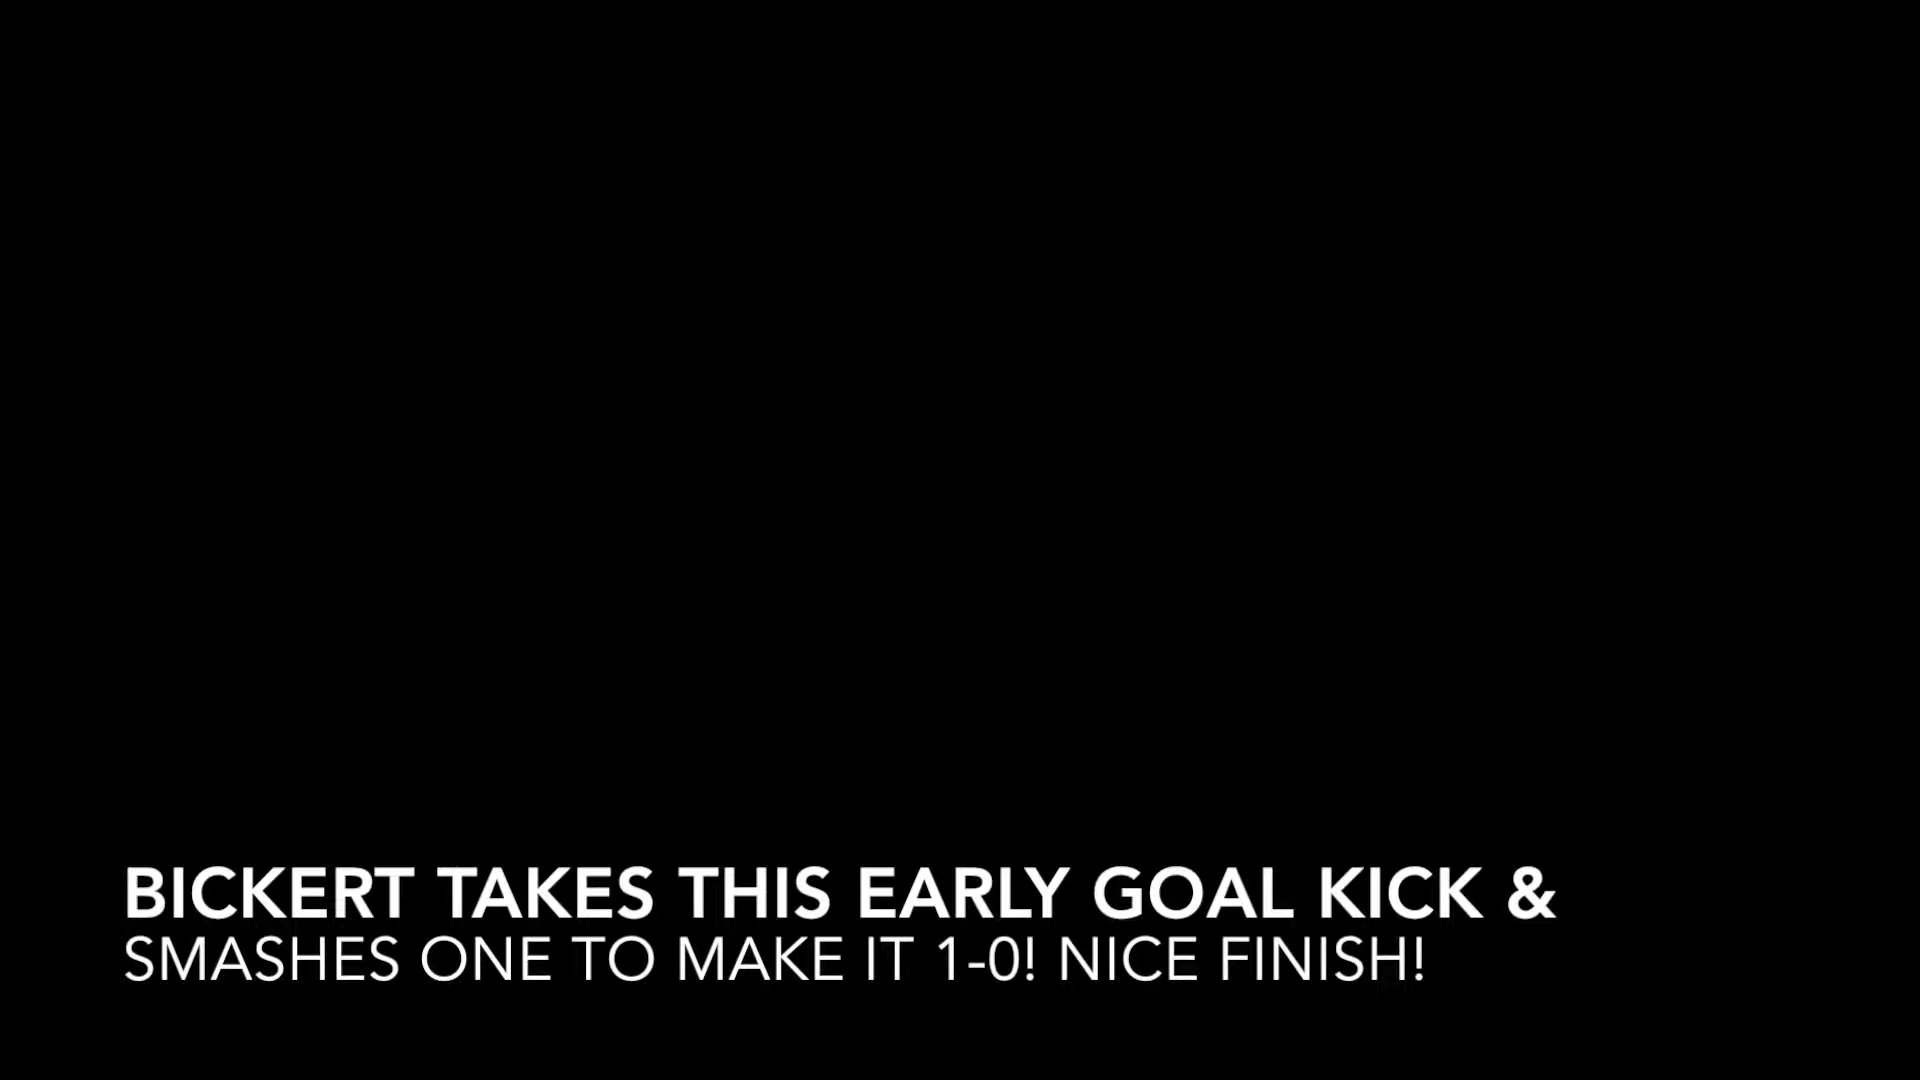 BICKERT TAKES THIS EARLY GOAL KICK &
SMASHES ONE TO MAKE IT 1-0! NICE FINISH!